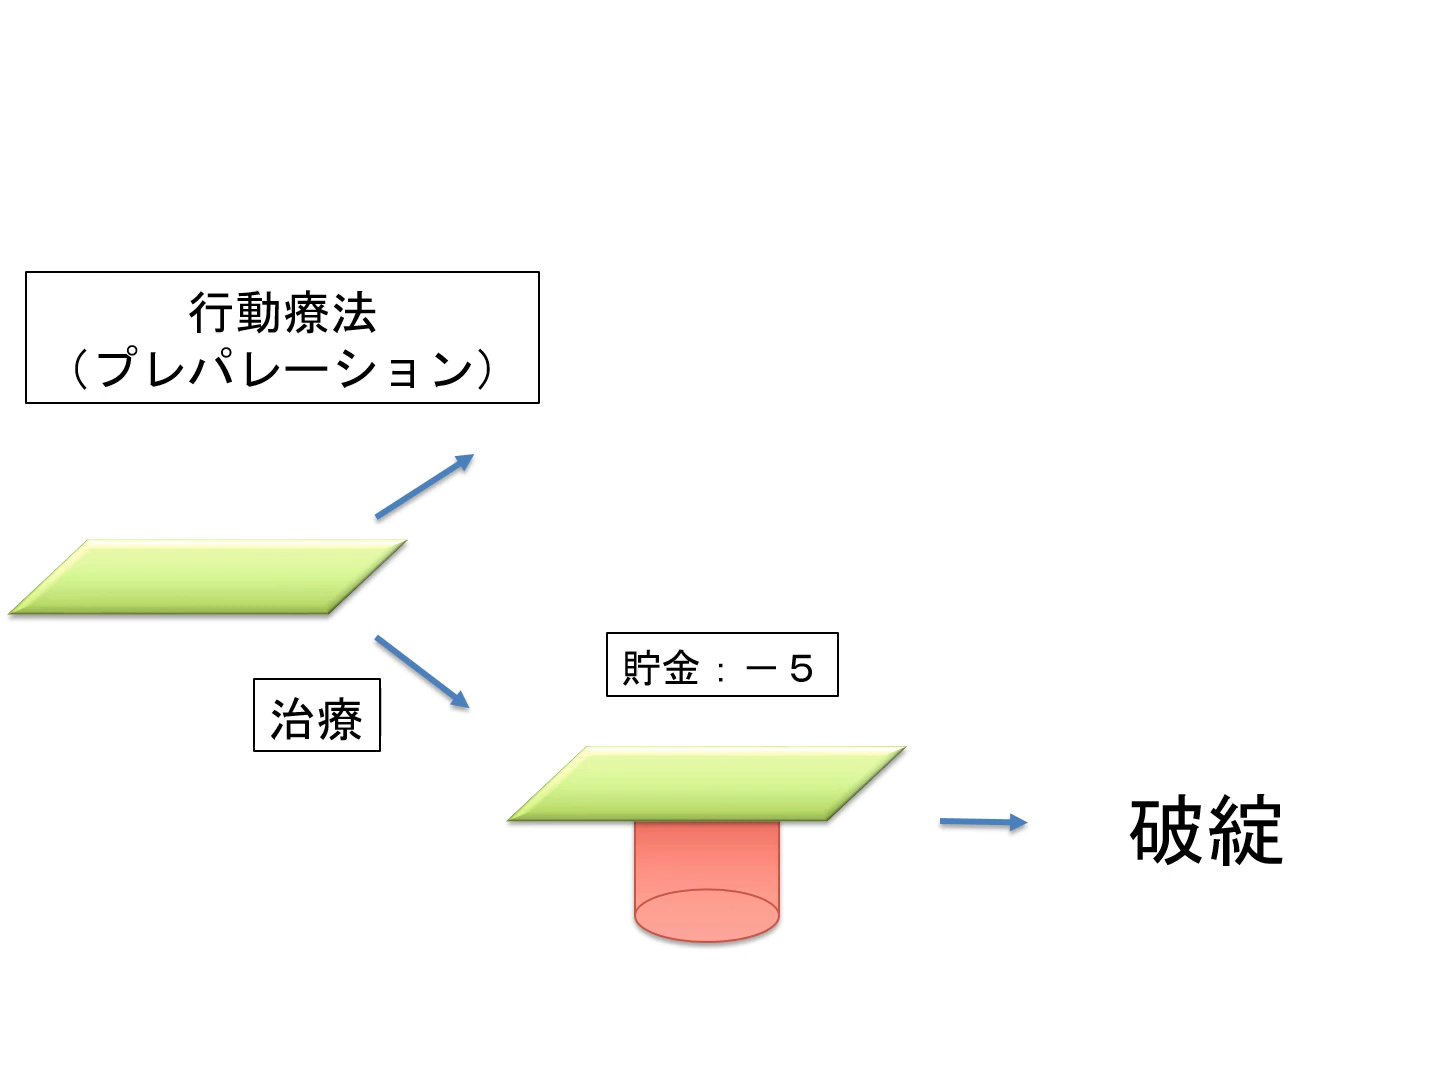 行動療法
（プレパレーション）
貯金：－５
治療
破綻